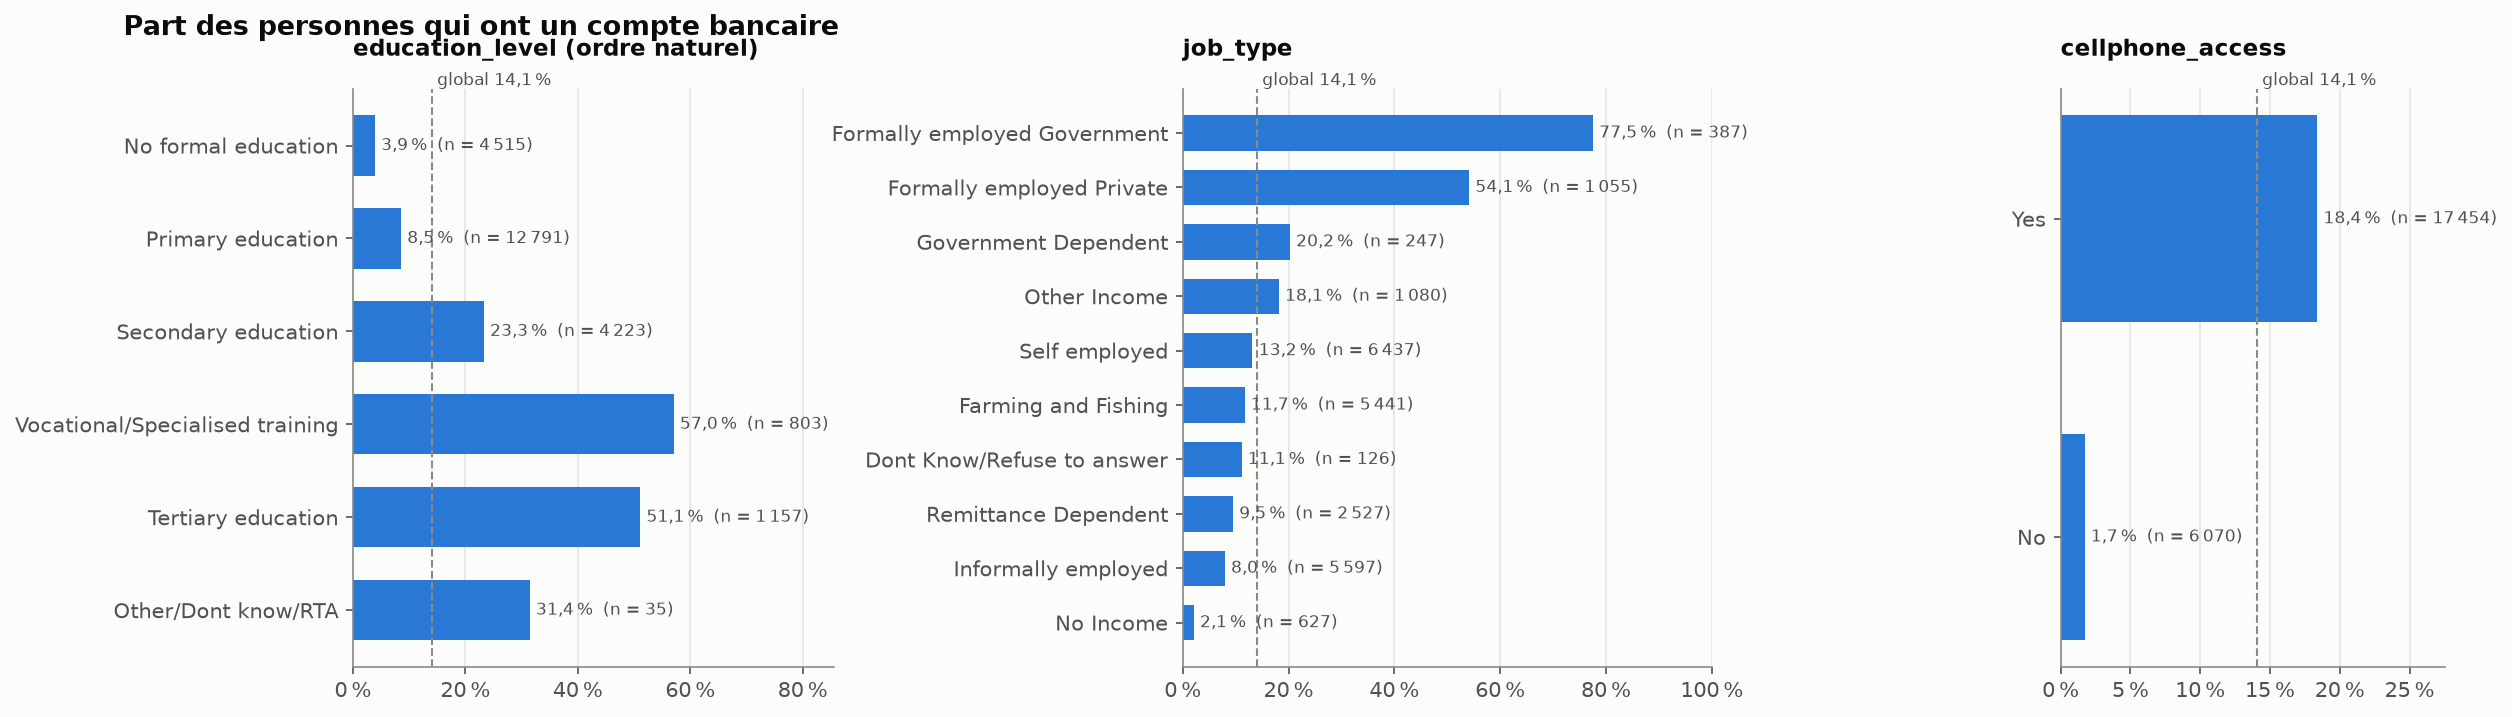 Part des personnes qui ont un compte bancaire
education_level (ordre naturel)
global 14,1 %
No formal education
3,9 % (n = 4 515)
Primary education
8,5 % (n = 12 791)
Secondary education
23,3 % (n = 4 223)
Vocational/Specialised training
57,0 % (n = 803)
Tertiary education
51,1 % (n = 1 157)
Other/Dont know/RTA
31,4 % (n = 35)
0 % 20 % 40 % 60 % 80 %
job_type
global 14,1 %
Formally employed Government
77,5 % (n = 387)
Formally employed Private
54,1 % (n = 1 055)
Government Dependent
20,2 % (n = 247)
Other Income
18,1 % (n = 1 080)
Self employed
13,2 % (n = 6 437)
Farming and Fishing
11,7 % (n = 5 441)
Dont Know/Refuse to answer
11,1 % (n = 126)
Remittance Dependent
9,5 % (n = 2 527)
Informally employed
8,0 % (n = 5 597)
No Income
2,1 % (n = 627)
0 % 20 % 40 % 60 % 80 % 100 %
cellphone_access
global 14,1 %
Yes
18,4 % (n = 17 454)
No
1,7 % (n = 6 070)
0 % 5 % 10 % 15 % 20 % 25 %